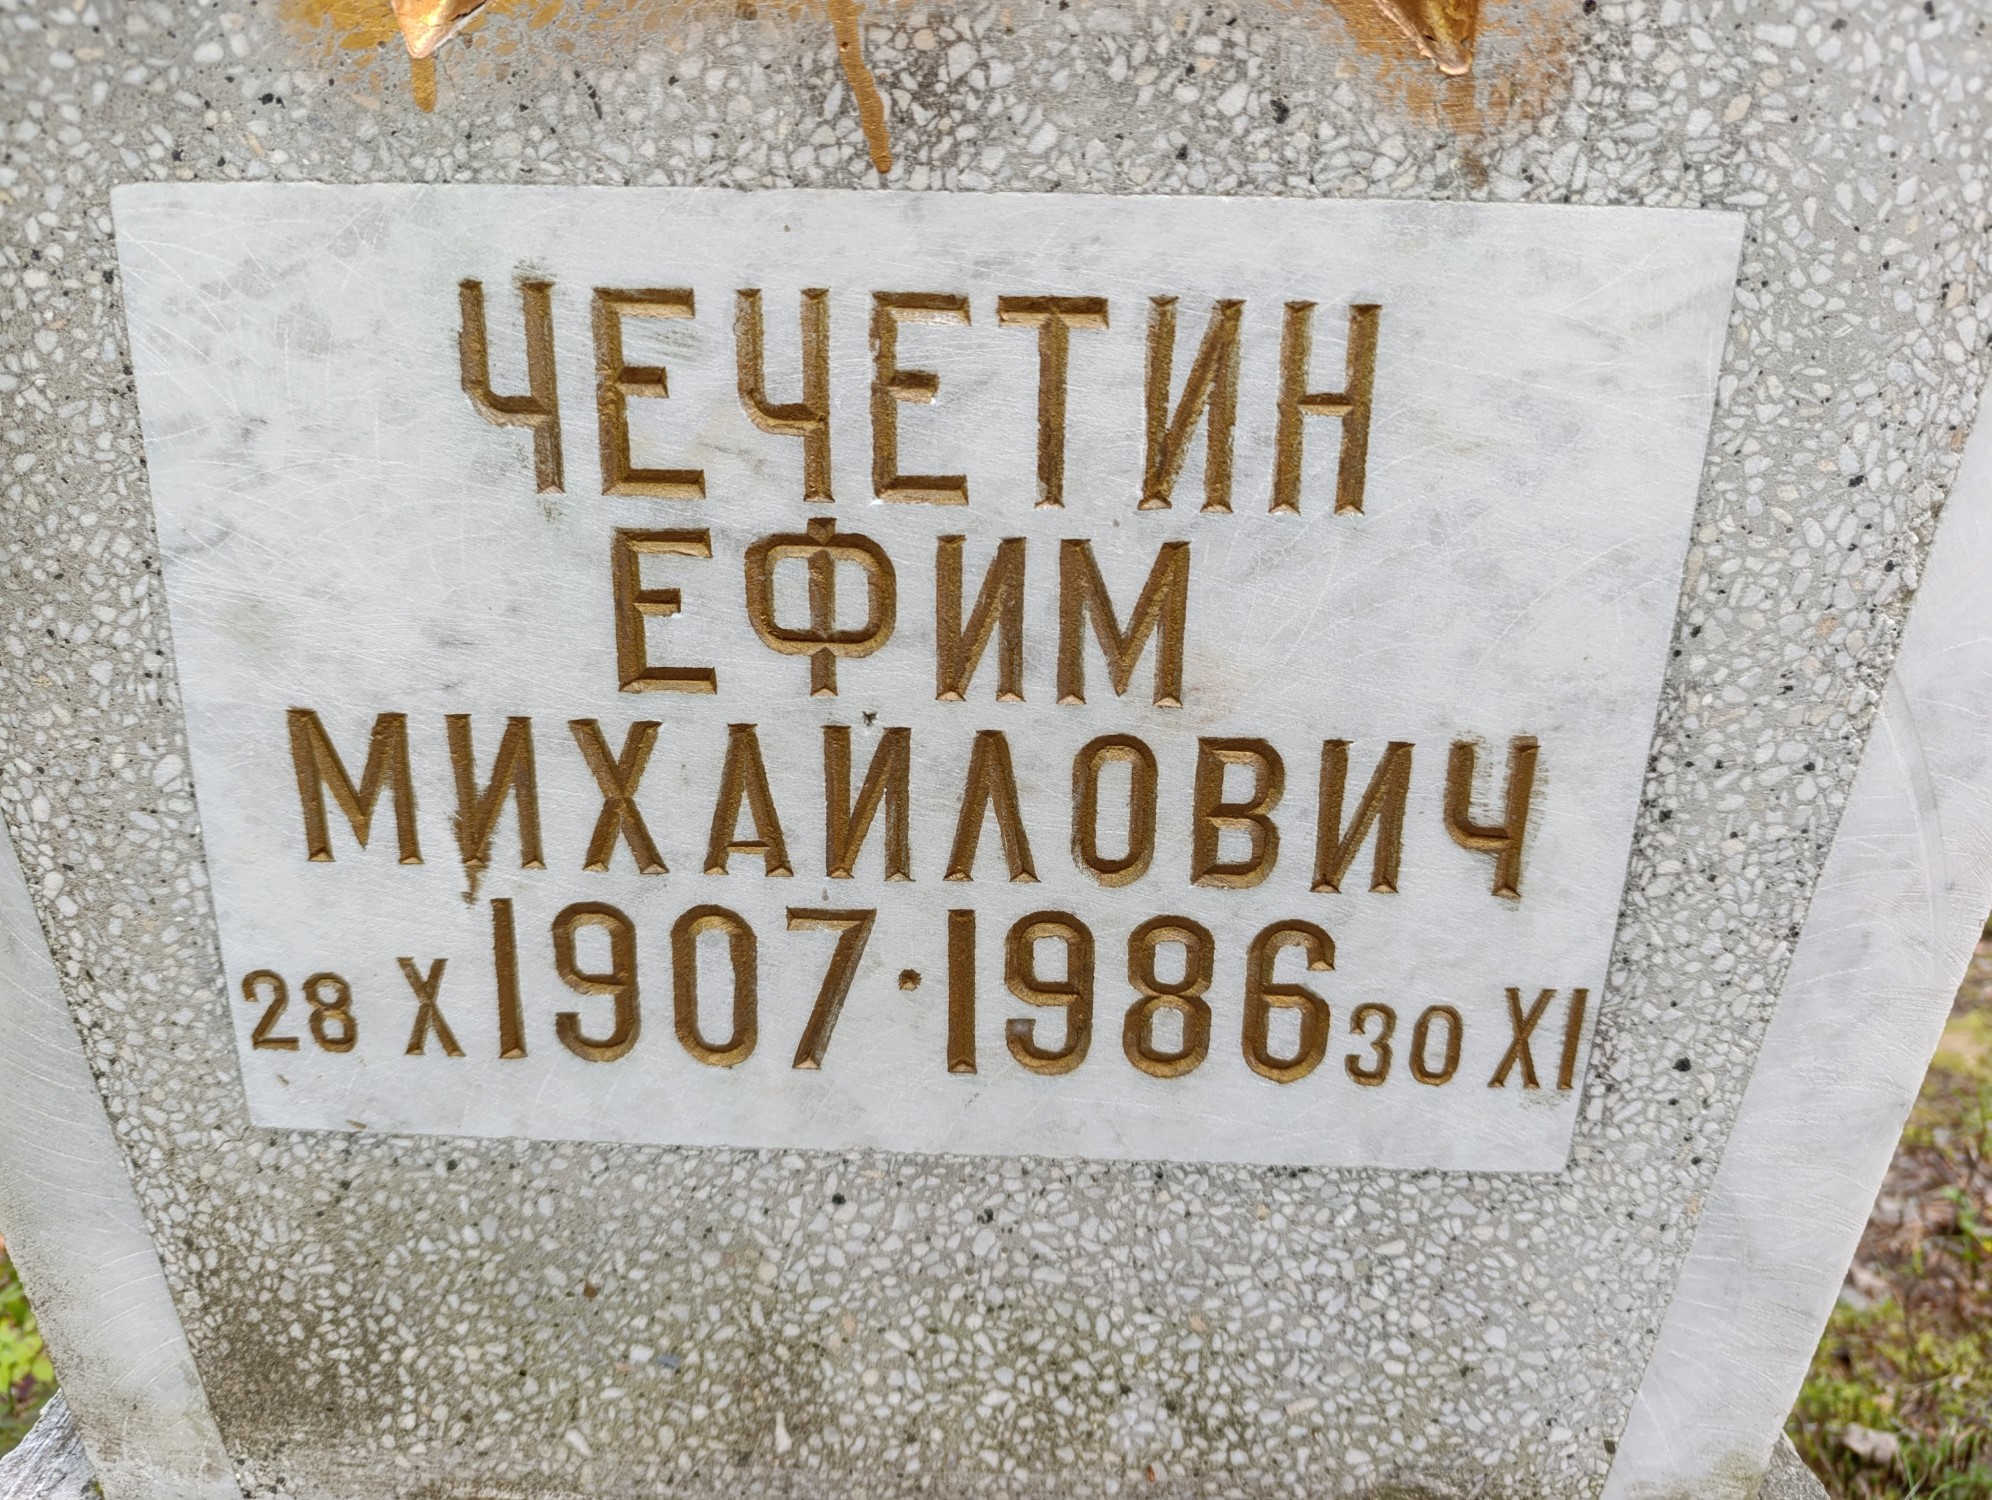 ЧЕЧЕТИН
ЕФИМ
МИХАЙЛОВИЧ
28 X 1907 · 1986 30 XI